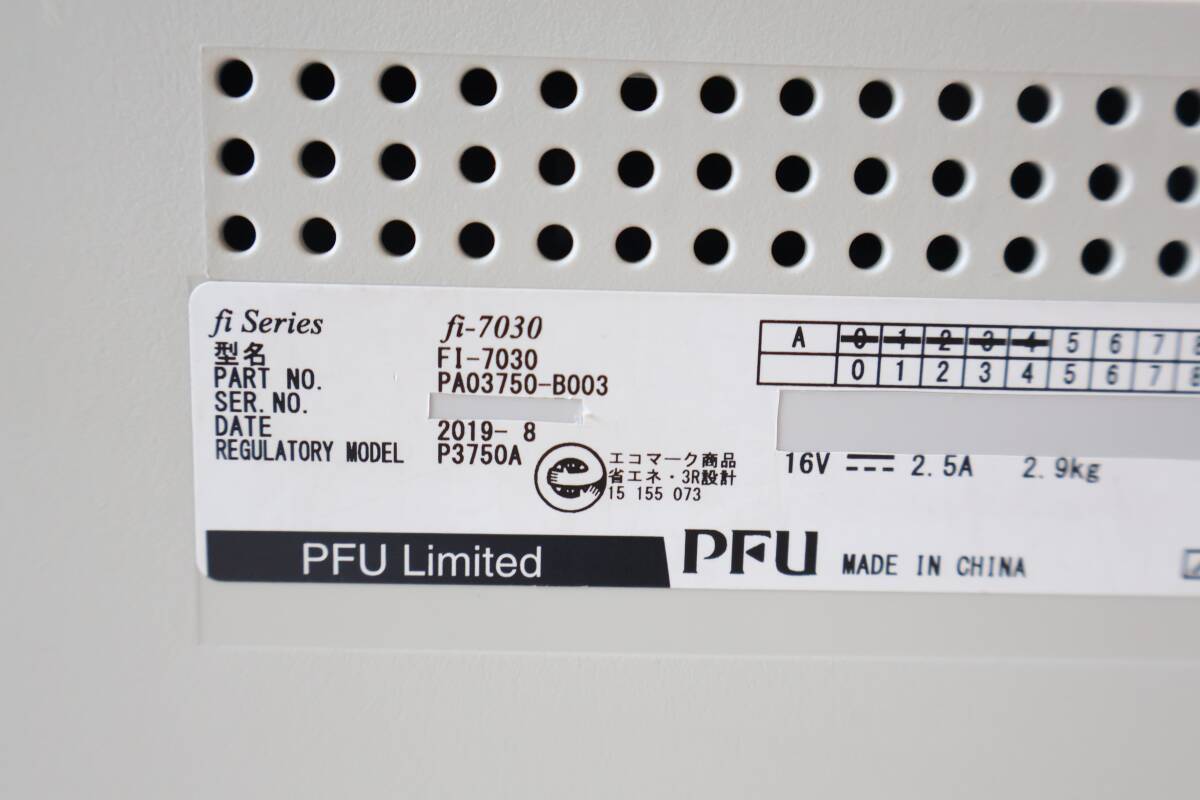 fi Series fi-7030
型名 FI-7030
PART NO. PA03750-B003
SER.NO.
DATE 2019- 8
REGULATORY MODEL P3750A
エコマーク商品
省エネ・3R設計
15 155 073
A 0 1 2 3 4 5 6 7 8
0 1 2 3 4 5 6 7 8
16V 2.5A 2.9kg
PFU Limited
PFU MADE IN CHINA